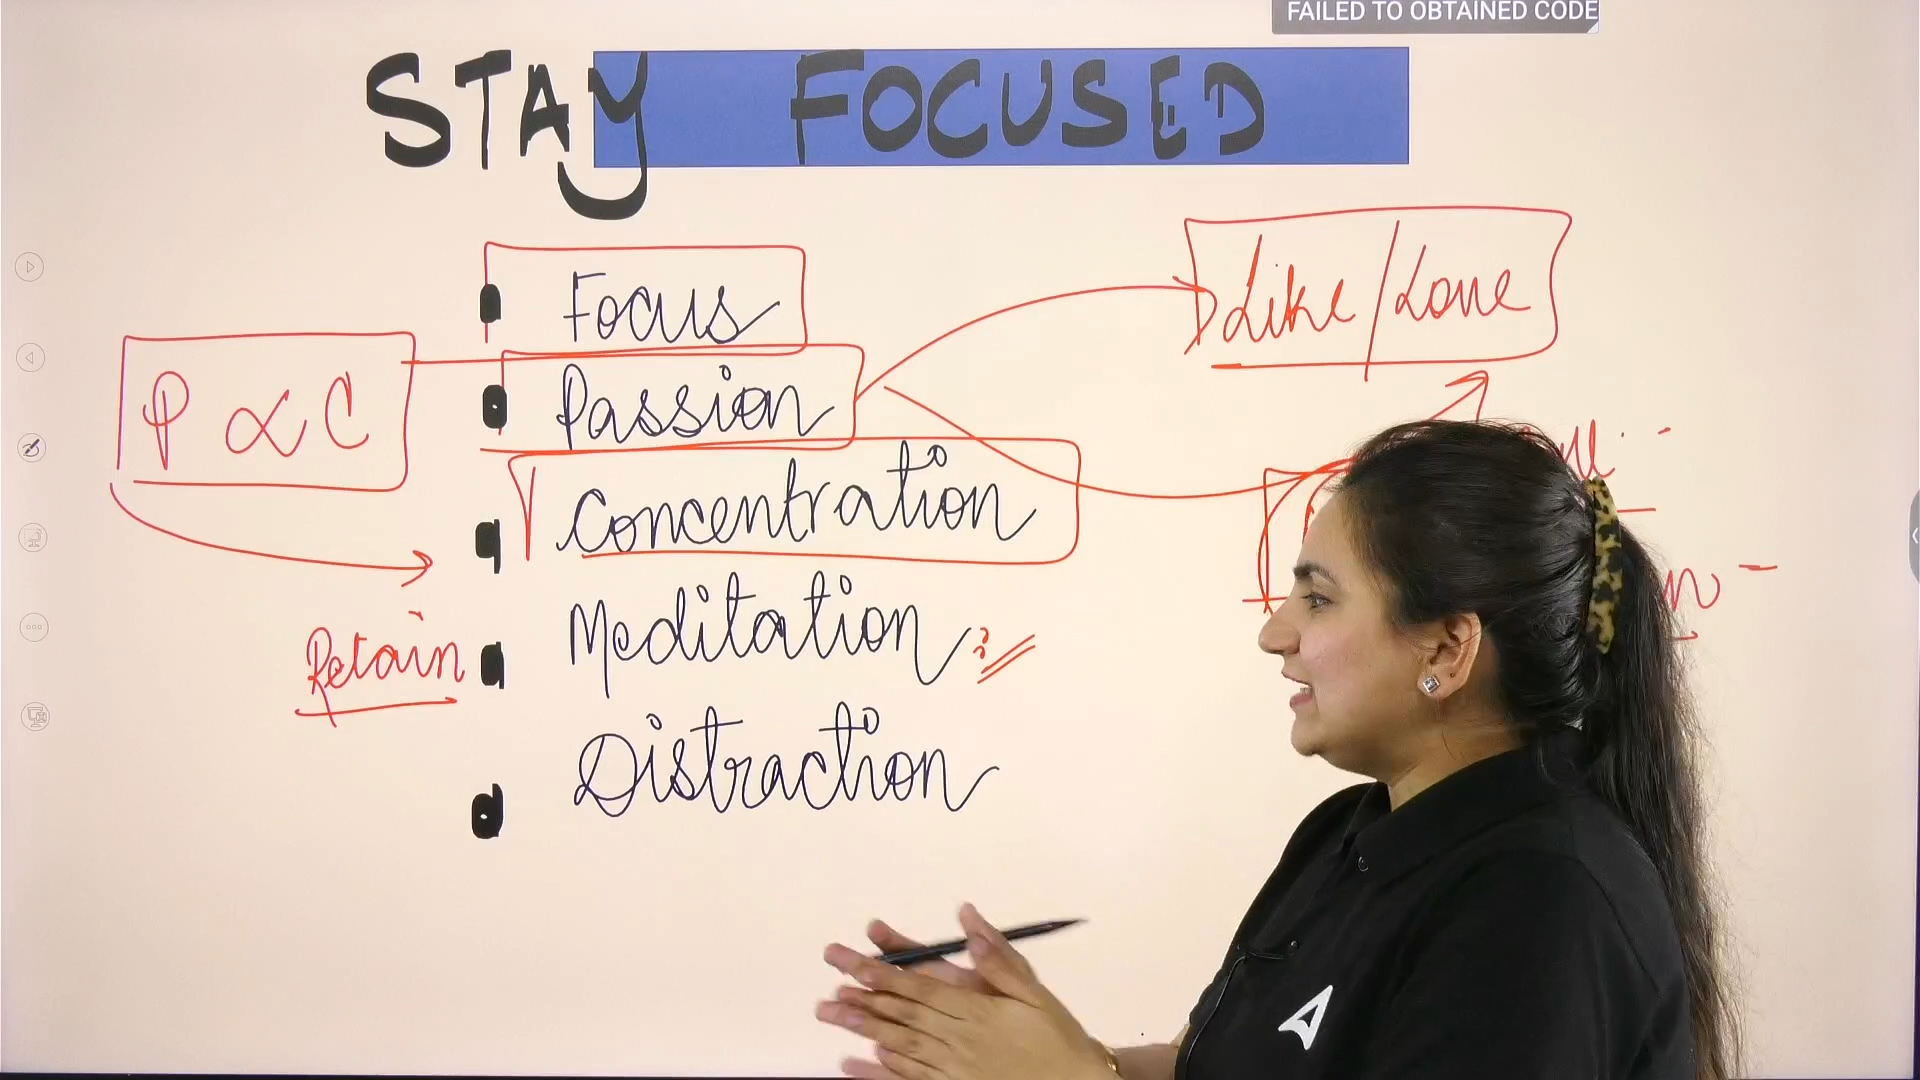 FAILED TO OBTAINED CODE
STAY FOCUSED
Like/Love
Focus
P ∝ C
Passion
Concentration
Retain
Meditation
Distraction